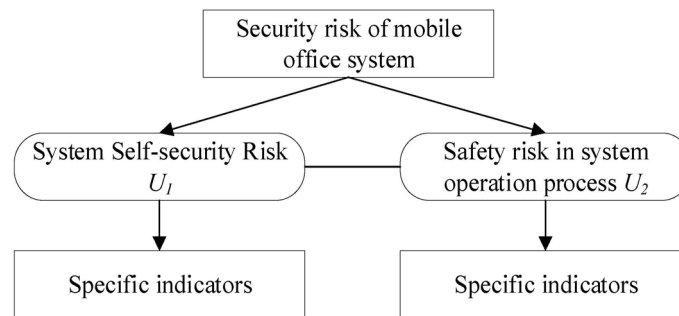 Security risk of mobile
office system
System Self-security Risk
U1
Safety risk in system
operation process U2
Specific indicators
Specific indicators